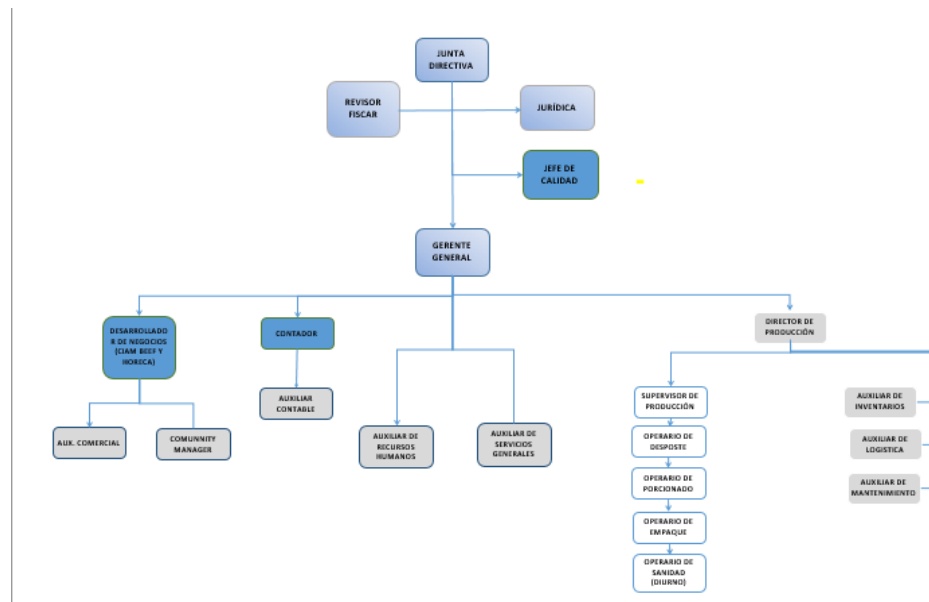 JUNTA
DIRECTIVA
REVISOR
FISCAR
JURÍDICA
JEFE DE
CALIDAD
GERENTE
GENERAL
DESARROLLADO
R DE NEGOCIOS
(CIAM BEEF Y
HORECA)
CONTADOR
DIRECTOR DE
PRODUCCIÓN
AUXILIAR
CONTABLE
AUX. COMERCIAL
COMUNNITY
MANAGER
AUXILIAR DE
RECURSOS
HUMANOS
AUXILIAR DE
SERVICIOS
GENERALES
SUPERVISOR DE
PRODUCCIÓN
OPERARIO DE
DESPOSTE
OPERARIO DE
PORCIONADO
OPERARIO DE
EMPAQUE
OPERARIO DE
SANIDAD
(DIURNO)
AUXILIAR DE
INVENTARIOS
AUXILIAR DE
LOGISTICA
AUXILIAR DE
MANTENIMIENTO